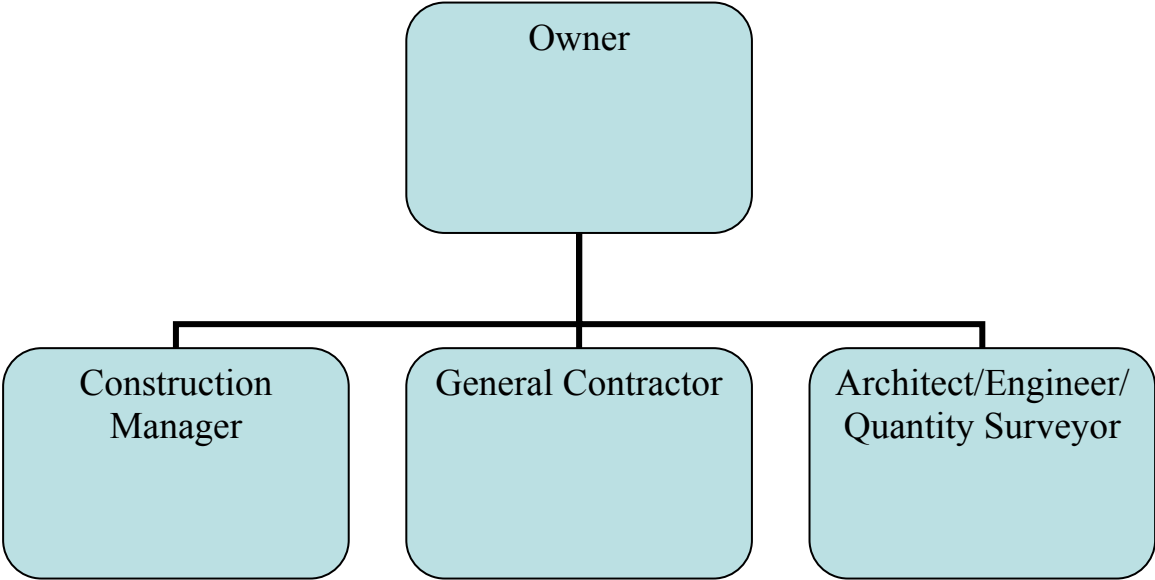 Owner
Construction
Manager
General Contractor
Architect/Engineer/
Quantity Surveyor